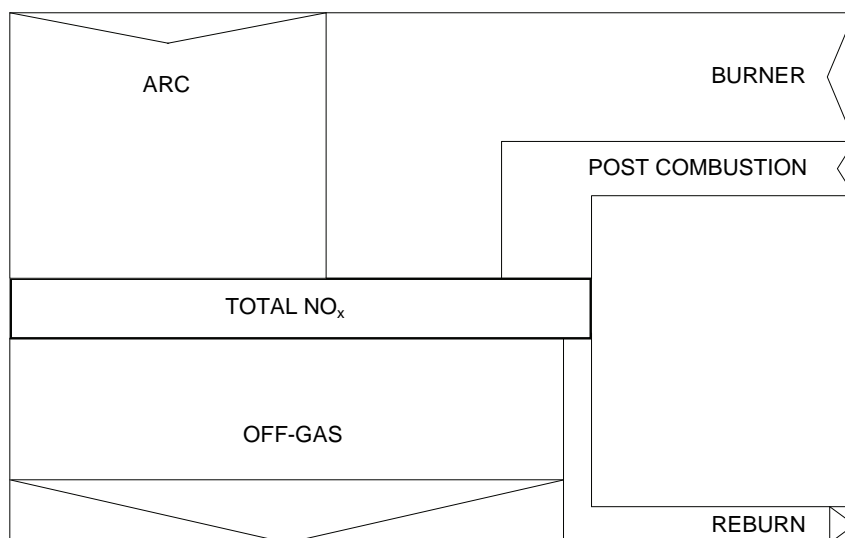 ARC
BURNER
POST COMBUSTION
TOTAL NOₓ
OFF-GAS
REBURN